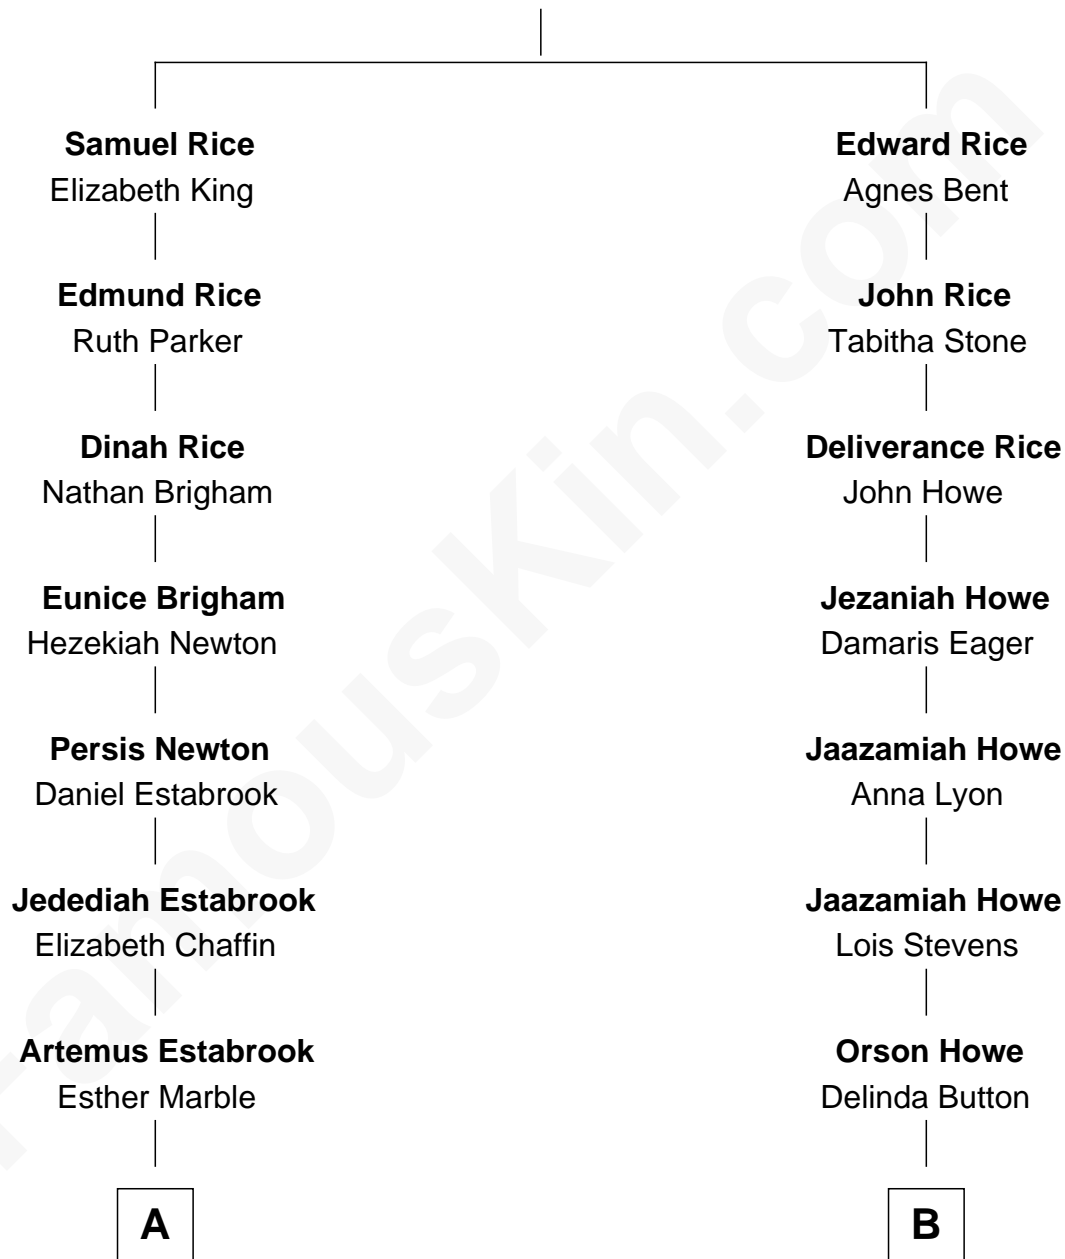 Samuel Rice
Elizabeth King
Edward Rice
Agnes Bent
Edmund Rice
Ruth Parker
John Rice
Tabitha Stone
Dinah Rice
Nathan Brigham
Deliverance Rice
John Howe
Eunice Brigham
Hezekiah Newton
Jezaniah Howe
Damaris Eager
Persis Newton
Daniel Estabrook
Jaazamiah Howe
Anna Lyon
Jedediah Estabrook
Elizabeth Chaffin
Jaazamiah Howe
Lois Stevens
Artemus Estabrook
Esther Marble
Orson Howe
Delinda Button
A
B
FamousKin.com